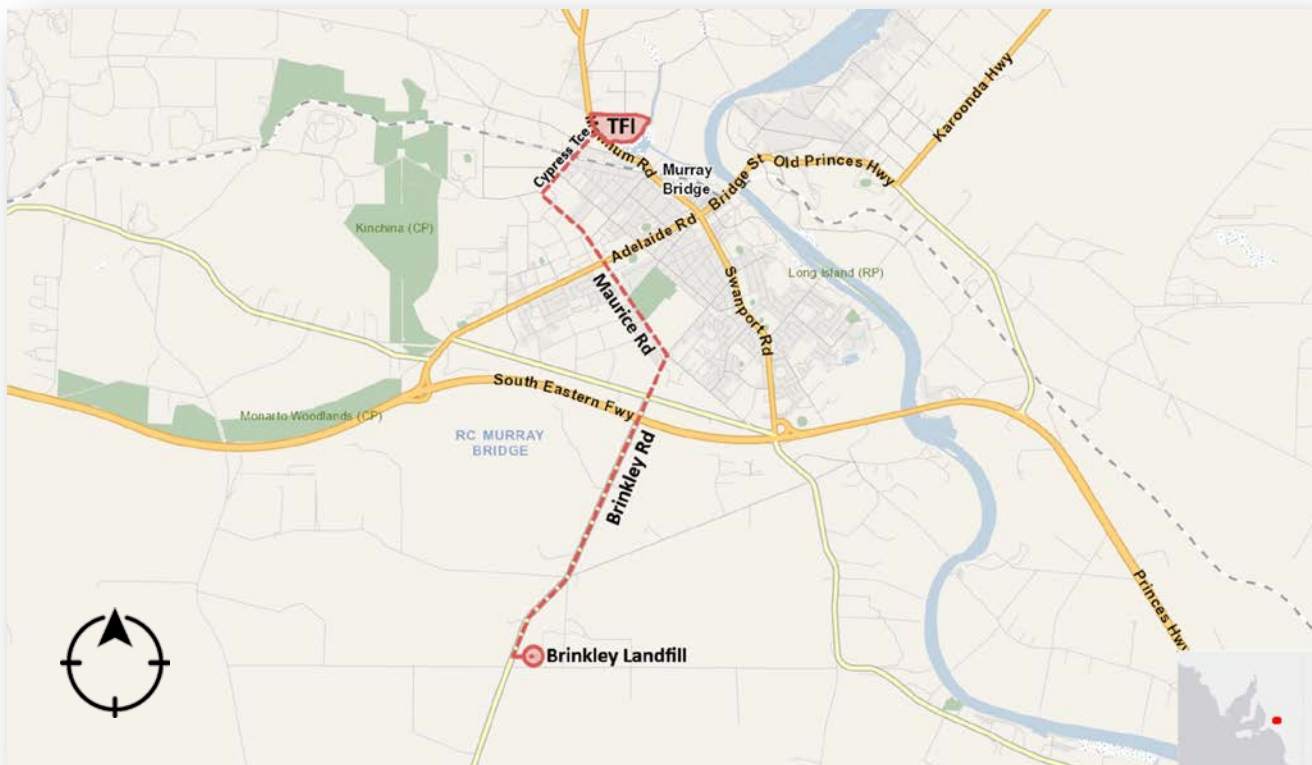 Karoonda Hwy
TFI
Cypress Tce
Murray
Bridge
Bridge St
Old Princes Hwy
Kinchina (CP)
Adelaide Rd
Long Island (RP)
Maurice Rd
Swanport Rd
South Eastern Fwy
Monarto Woodlands (CP)
RC MURRAY
BRIDGE
Brinkley Rd
Princes Hwy
Brinkley Landfill